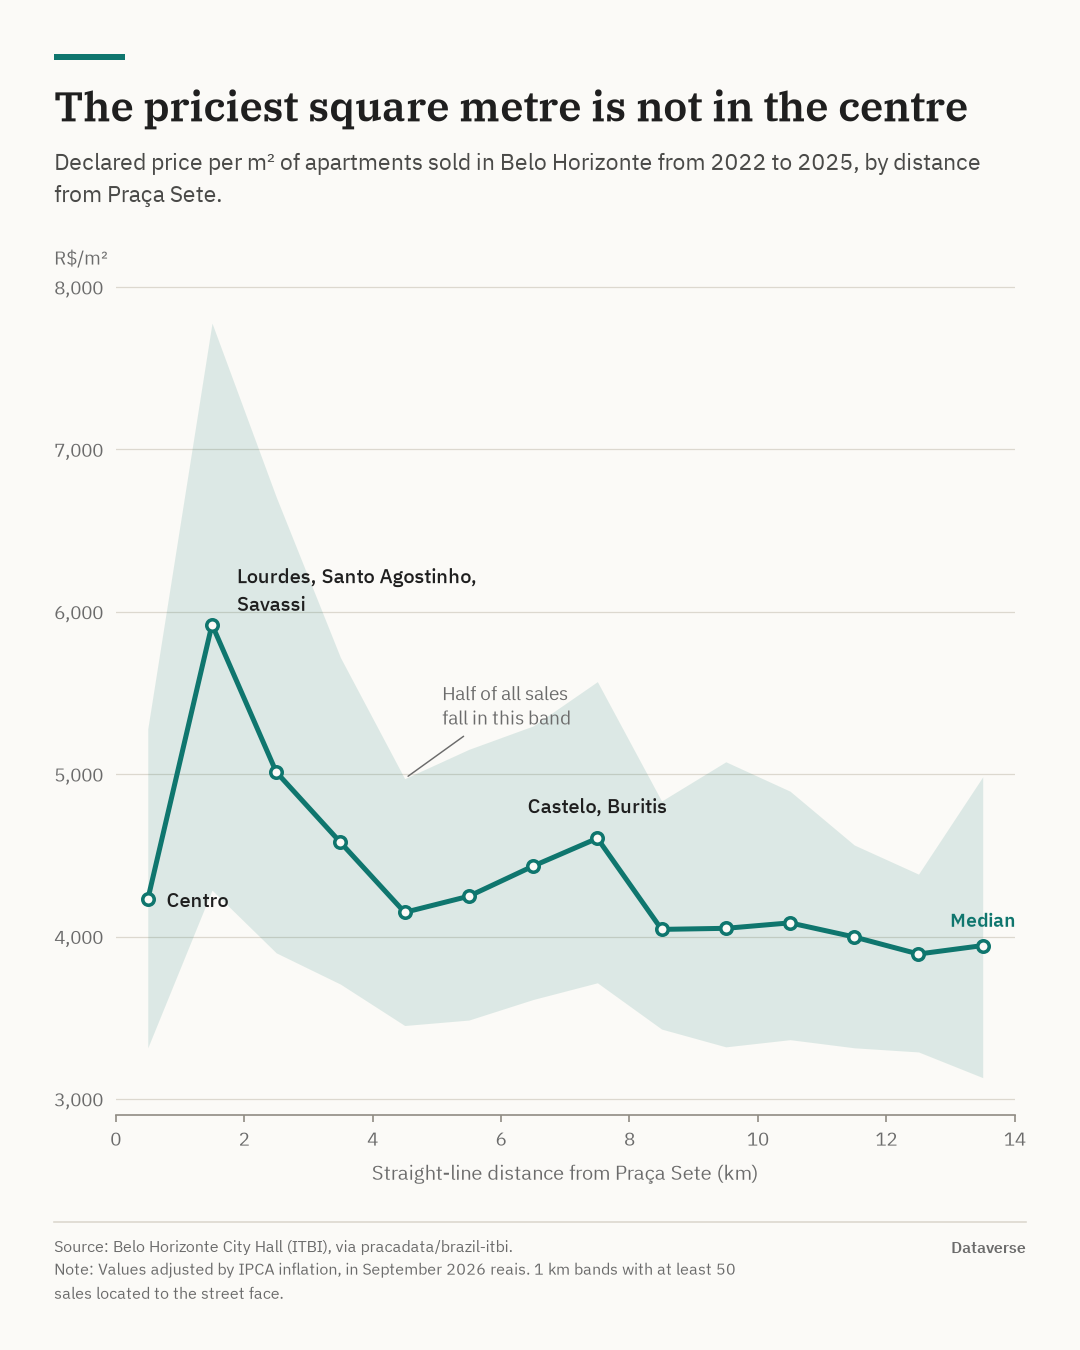 The priciest square metre is not in the centre
Declared price per m² of apartments sold in Belo Horizonte from 2022 to 2025, by distance
from Praça Sete.
R$/m²
8,000
7,000
6,000
5,000
4,000
3,000
Lourdes, Santo Agostinho,
Savassi
Half of all sales
fall in this band
Castelo, Buritis
Centro
Median
0 2 4 6 8 10 12 14
Straight-line distance from Praça Sete (km)
Source: Belo Horizonte City Hall (ITBI), via pracadata/brazil-itbi.
Note: Values adjusted by IPCA inflation, in September 2026 reais. 1 km bands with at least 50
sales located to the street face.
Dataverse